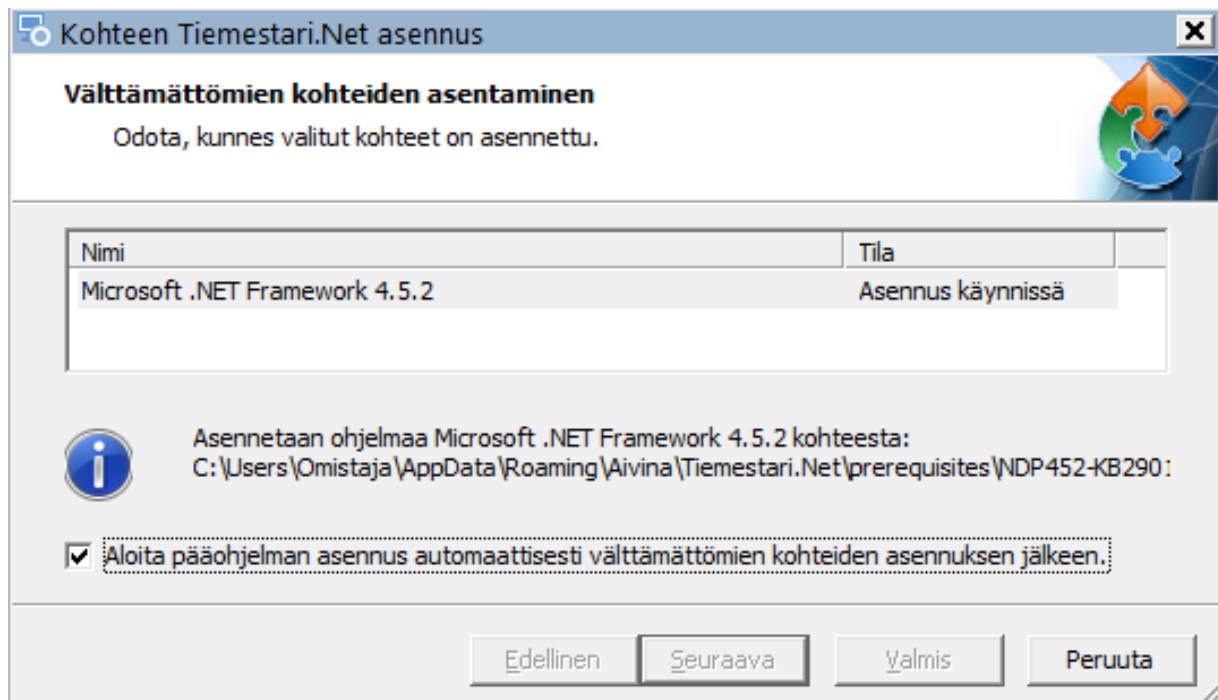 Kohteen Tiemestari.Net asennus
Välttämättömien kohteiden asentaminen
Odota, kunnes valitut kohteet on asennettu.
Nimi Tila
Microsoft .NET Framework 4.5.2 Asennus käynnissä
Asennetaan ohjelmaa Microsoft .NET Framework 4.5.2 kohteesta:
C:\Users\Omistaja\AppData\Roaming\Aivina\Tiemestari.Net\prerequisites\NDP452-KB2901
Aloita pääohjelman asennus automaattisesti välttämättömien kohteiden asennuksen jälkeen.
Edellinen Seuraava Valmis Peruuta